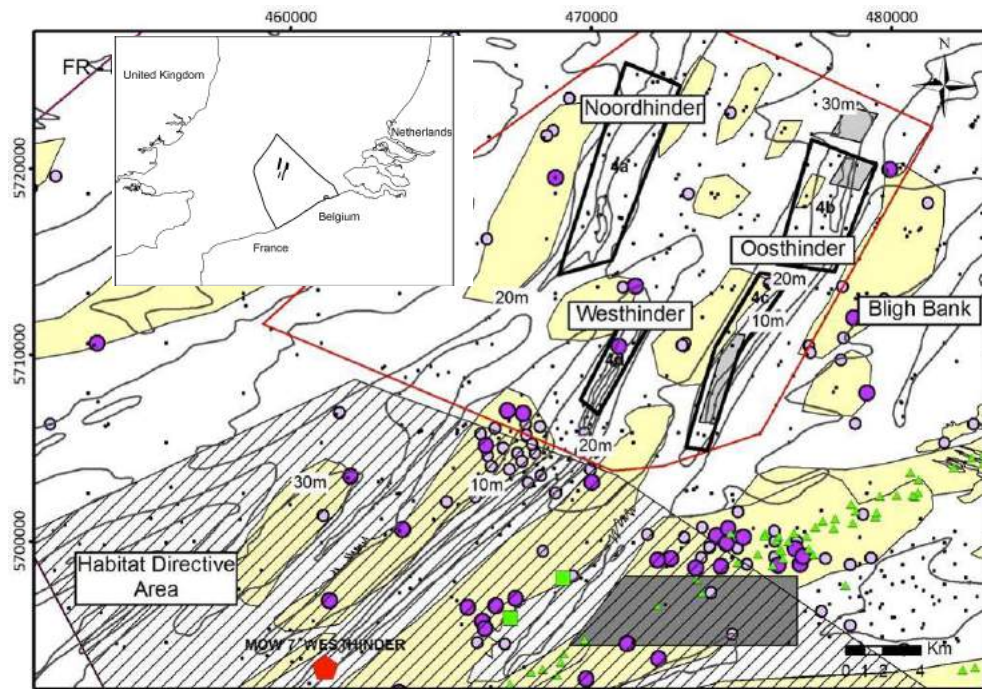 460000
470000
480000
FR
N
United Kingdom
Netherlands
Belgium
France
Noordhinder
30m
4a
5720000
4b
Oosthinder
20m
20m
4c
Westhinder
10m
Bligh Bank
5710000
4d
20m
30m
10m
5700000
Habitat Directive
Area
MOW 7 WESTHINDER
Km
0 1 2 4